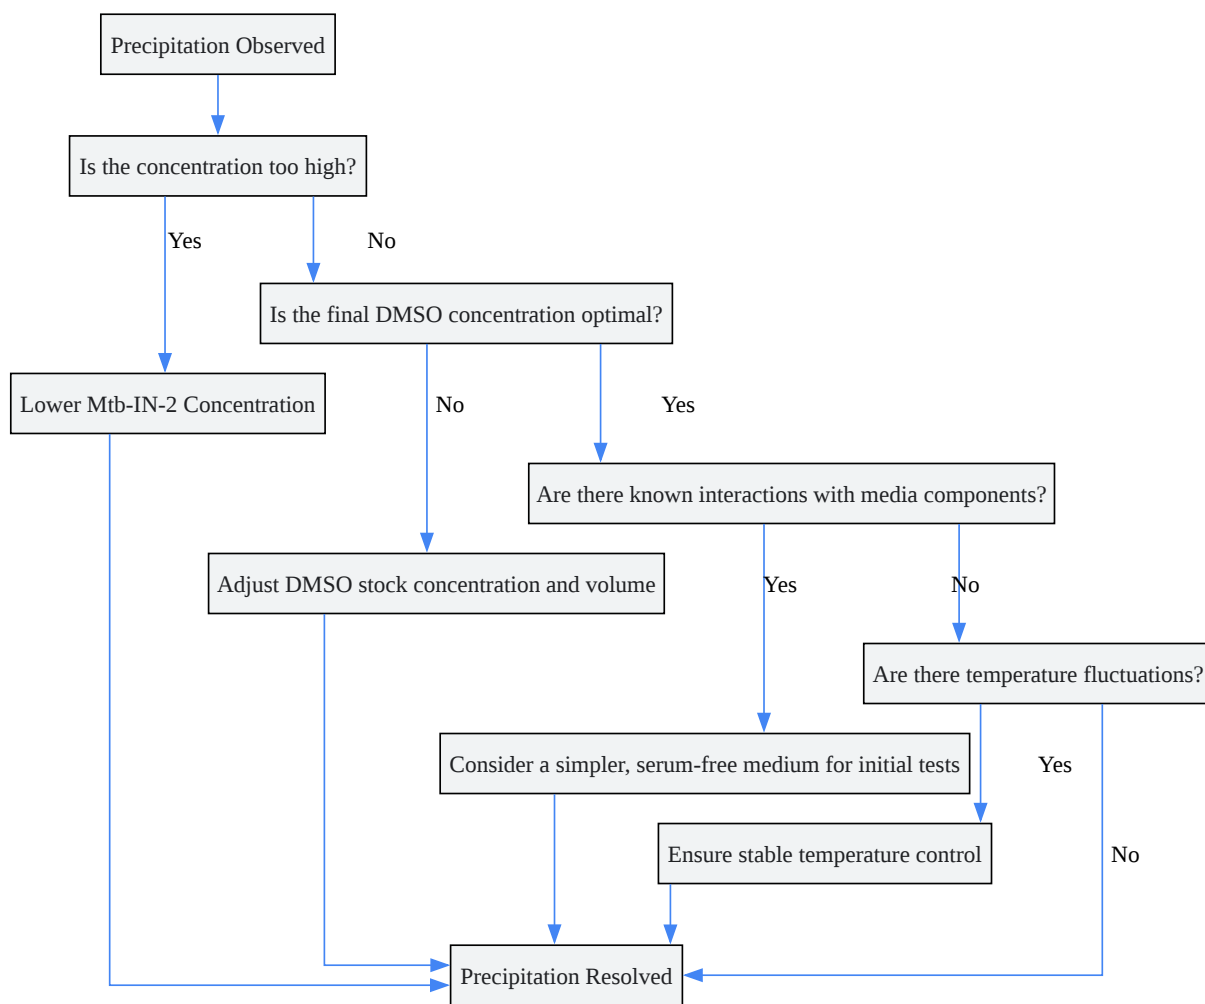 Precipitation Observed
Is the concentration too high?
Yes
No
Is the final DMSO concentration optimal?
Lower Mtb-IN-2 Concentration
No
Yes
Are there known interactions with media components?
Adjust DMSO stock concentration and volume
Yes
No
Are there temperature fluctuations?
Consider a simpler, serum-free medium for initial tests
Yes
Ensure stable temperature control
No
Precipitation Resolved